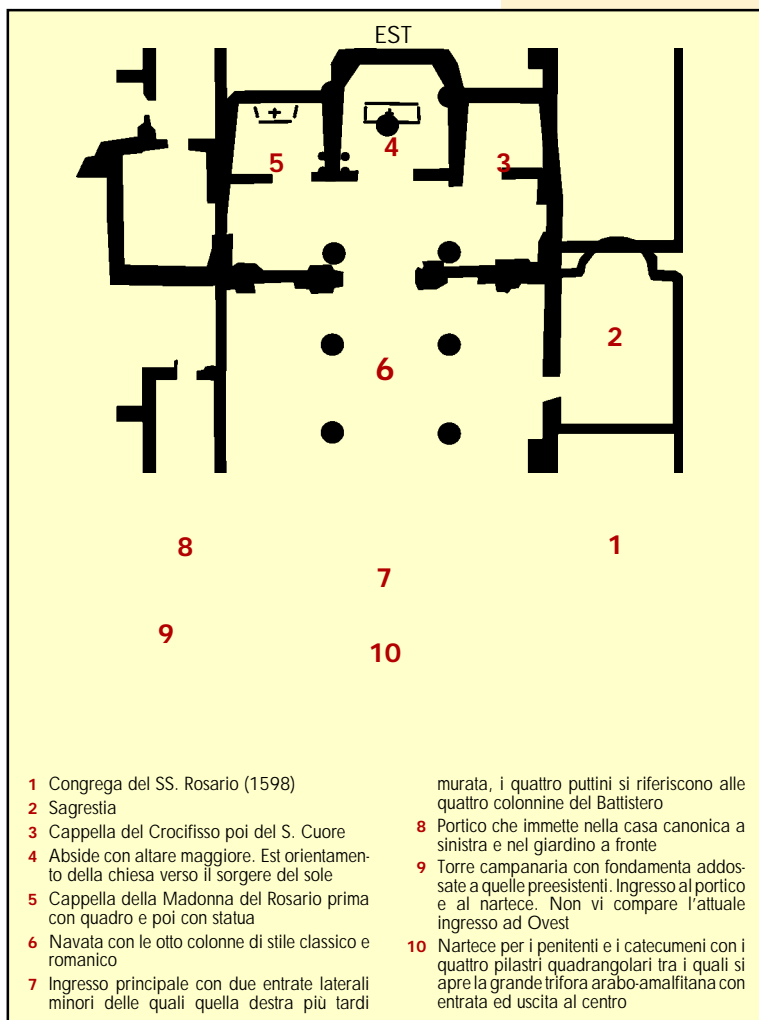 EST
5
4
3
2
6
8
1
7
9
10
1 Congrega del SS. Rosario (1598)
2 Sagrestia
3 Cappella del Crocifisso poi del S. Cuore
4 Abside con altare maggiore. Est orientamen-
to della chiesa verso il sorgere del sole
5 Cappella della Madonna del Rosario prima
con quadro e poi con statua
6 Navata con le otto colonne di stile classico e
romanico
7 Ingresso principale con due entrate laterali
minori delle quali quella destra più tardi
murata, i quattro puttini si riferiscono alle
quattro colonnine del Battistero
8 Portico che immette nella casa canonica a
sinistra e nel giardino a fronte
9 Torre campanaria con fondamenta addos-
sate a quelle preesistenti. Ingresso al portico
e al nartece. Non vi compare l'attuale
ingresso ad Ovest
10 Nartece per i penitenti e i catecumeni con i
quattro pilastri quadrangolari tra i quali si
apre la grande trifora arabo-amalfitana con
entrata ed uscita al centro